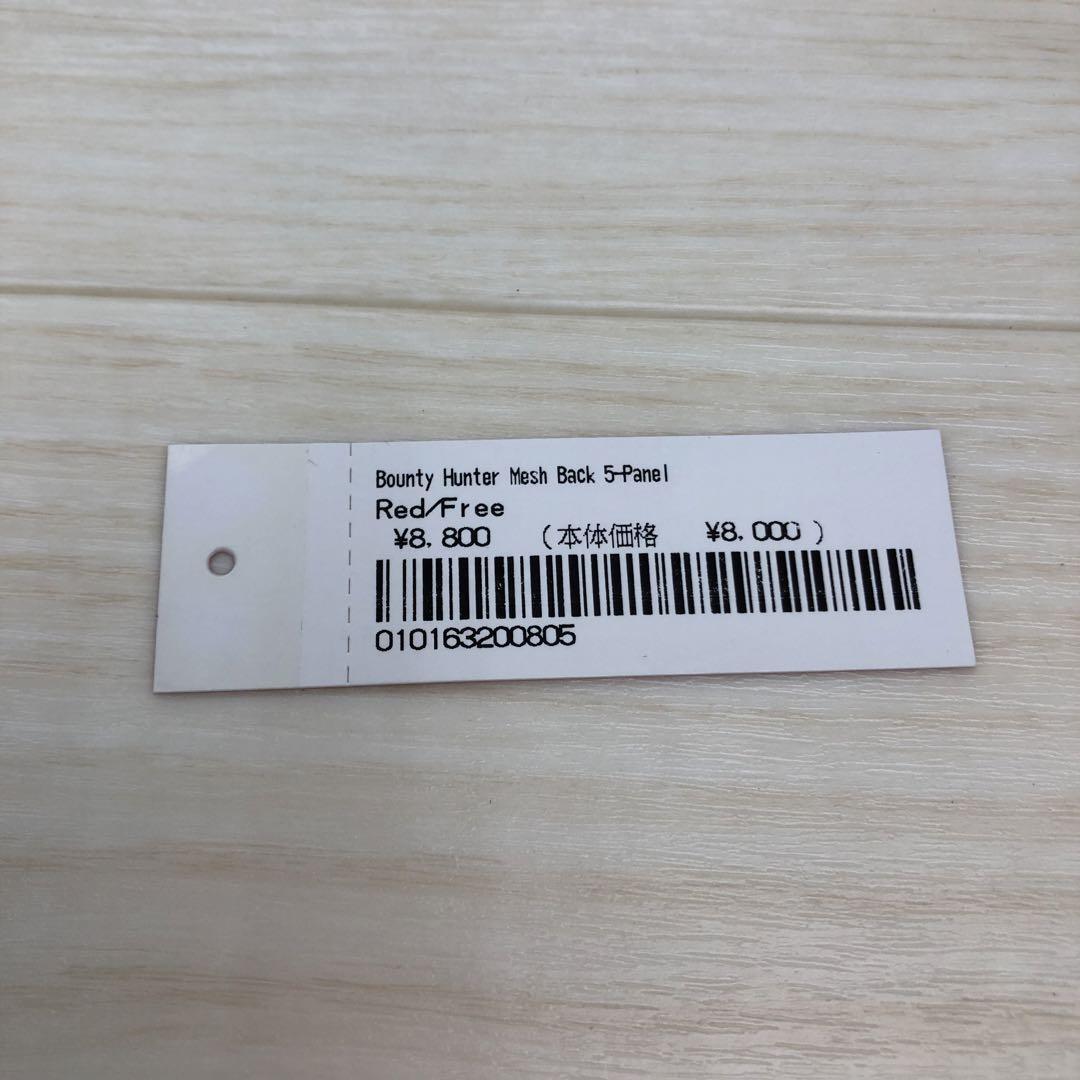 Bounty Hunter Mesh Back 5-Panel
Red/Free
¥8,800 (本体価格 ¥8,000)
010163200805